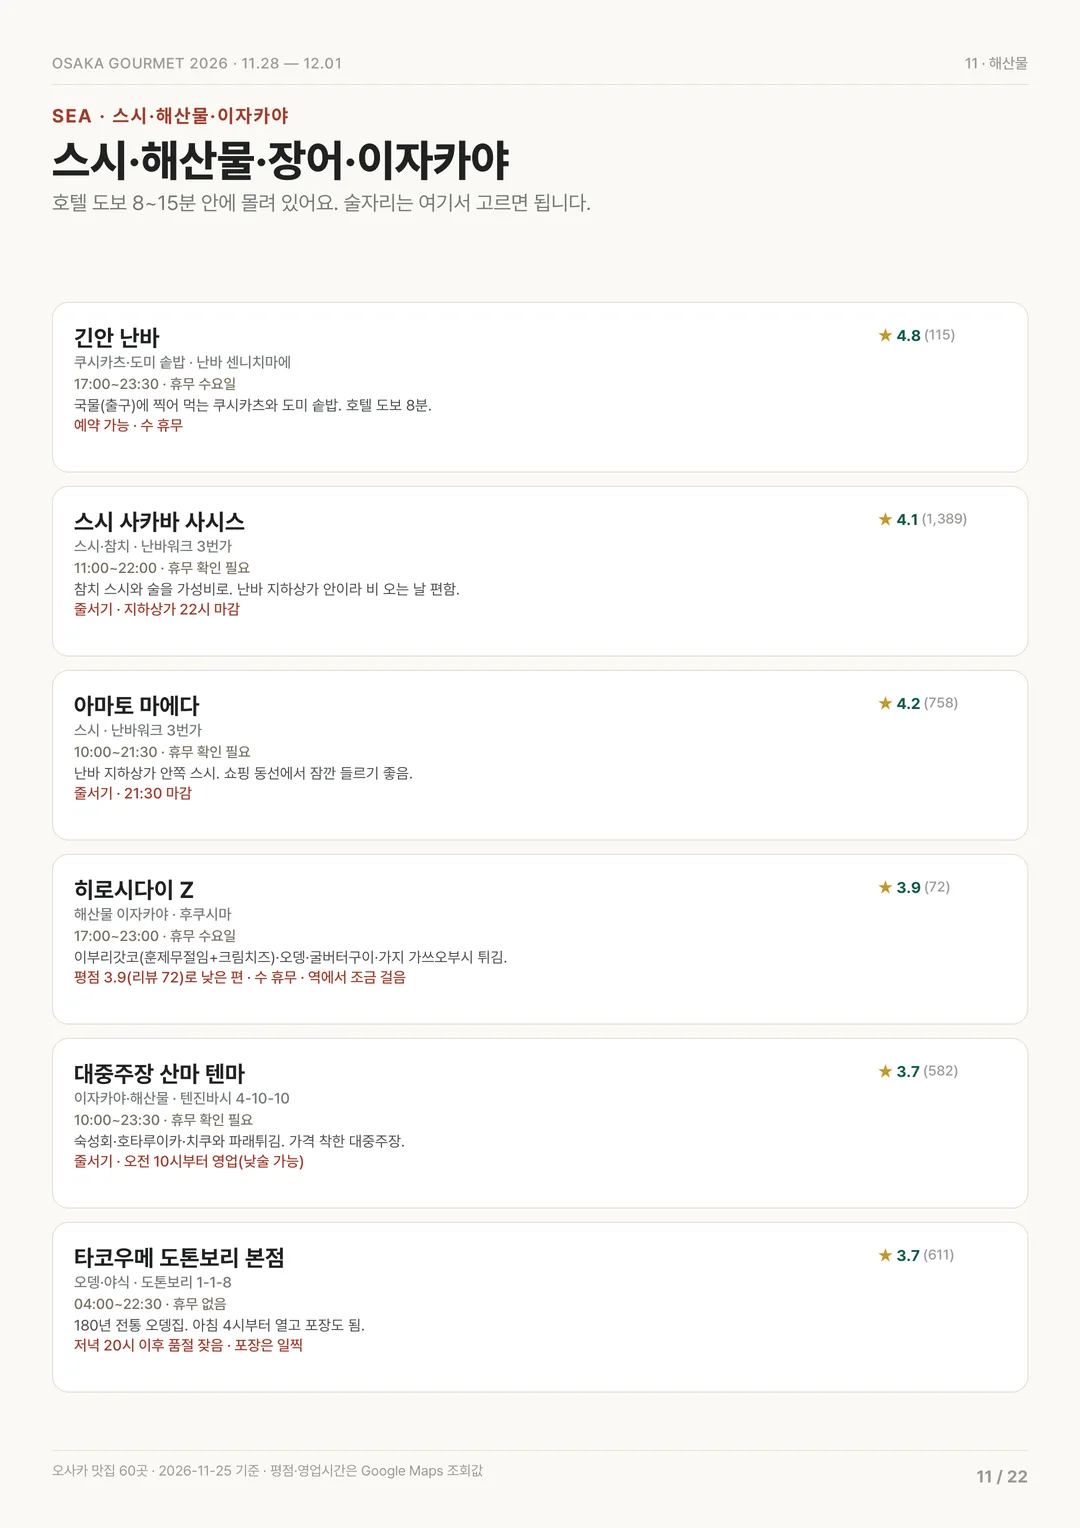 OSAKA GOURMET 2026 · 11.28 — 12.01
11 · 해산물
SEA · 스시·해산물·이자카야
스시·해산물·장어·이자카야
호텔 도보 8~15분 안에 몰려 있어요. 술자리는 여기서 고르면 됩니다.
긴안 난바
★ 4.8 (115)
쿠시카츠·도미 솥밥 · 난바 센니치마에
17:00~23:30 · 휴무 수요일
국물(출구)에 찍어 먹는 쿠시카츠와 도미 솥밥. 호텔 도보 8분.
예약 가능 · 수 휴무
스시 사카바 사시스
★ 4.1 (1,389)
스시·참치 · 난바워크 3번가
11:00~22:00 · 휴무 확인 필요
참치 스시와 술을 가성비로. 난바 지하상가 안이라 비 오는 날 편함.
줄서기 · 지하상가 22시 마감
아마토 마에다
★ 4.2 (758)
스시 · 난바워크 3번가
10:00~21:30 · 휴무 확인 필요
난바 지하상가 안쪽 스시. 쇼핑 동선에서 잠깐 들르기 좋음.
줄서기 · 21:30 마감
히로시다이 Z
★ 3.9 (72)
해산물 이자카야 · 후쿠시마
17:00~23:00 · 휴무 수요일
이부리갓코(훈제무절임+크림치즈)·오뎅·굴버터구이·가지 가쓰오부시 튀김.
평점 3.9(리뷰 72)로 낮은 편 · 수 휴무 · 역에서 조금 걸음
대중주장 산마 텐마
★ 3.7 (582)
이자카야·해산물 · 텐진바시 4-10-10
10:00~23:30 · 휴무 확인 필요
숙성회·호타루이카·치쿠와 파래튀김. 가격 착한 대중주장.
줄서기 · 오전 10시부터 영업(낮술 가능)
타코우메 도톤보리 본점
★ 3.7 (611)
오뎅·야식 · 도톤보리 1-1-8
04:00~22:30 · 휴무 없음
180년 전통 오뎅집. 아침 4시부터 열고 포장도 됨.
저녁 20시 이후 품절 잦음 · 포장은 일찍
오사카 맛집 60곳 · 2026-11-25 기준 · 평점·영업시간은 Google Maps 조회값
11 / 22